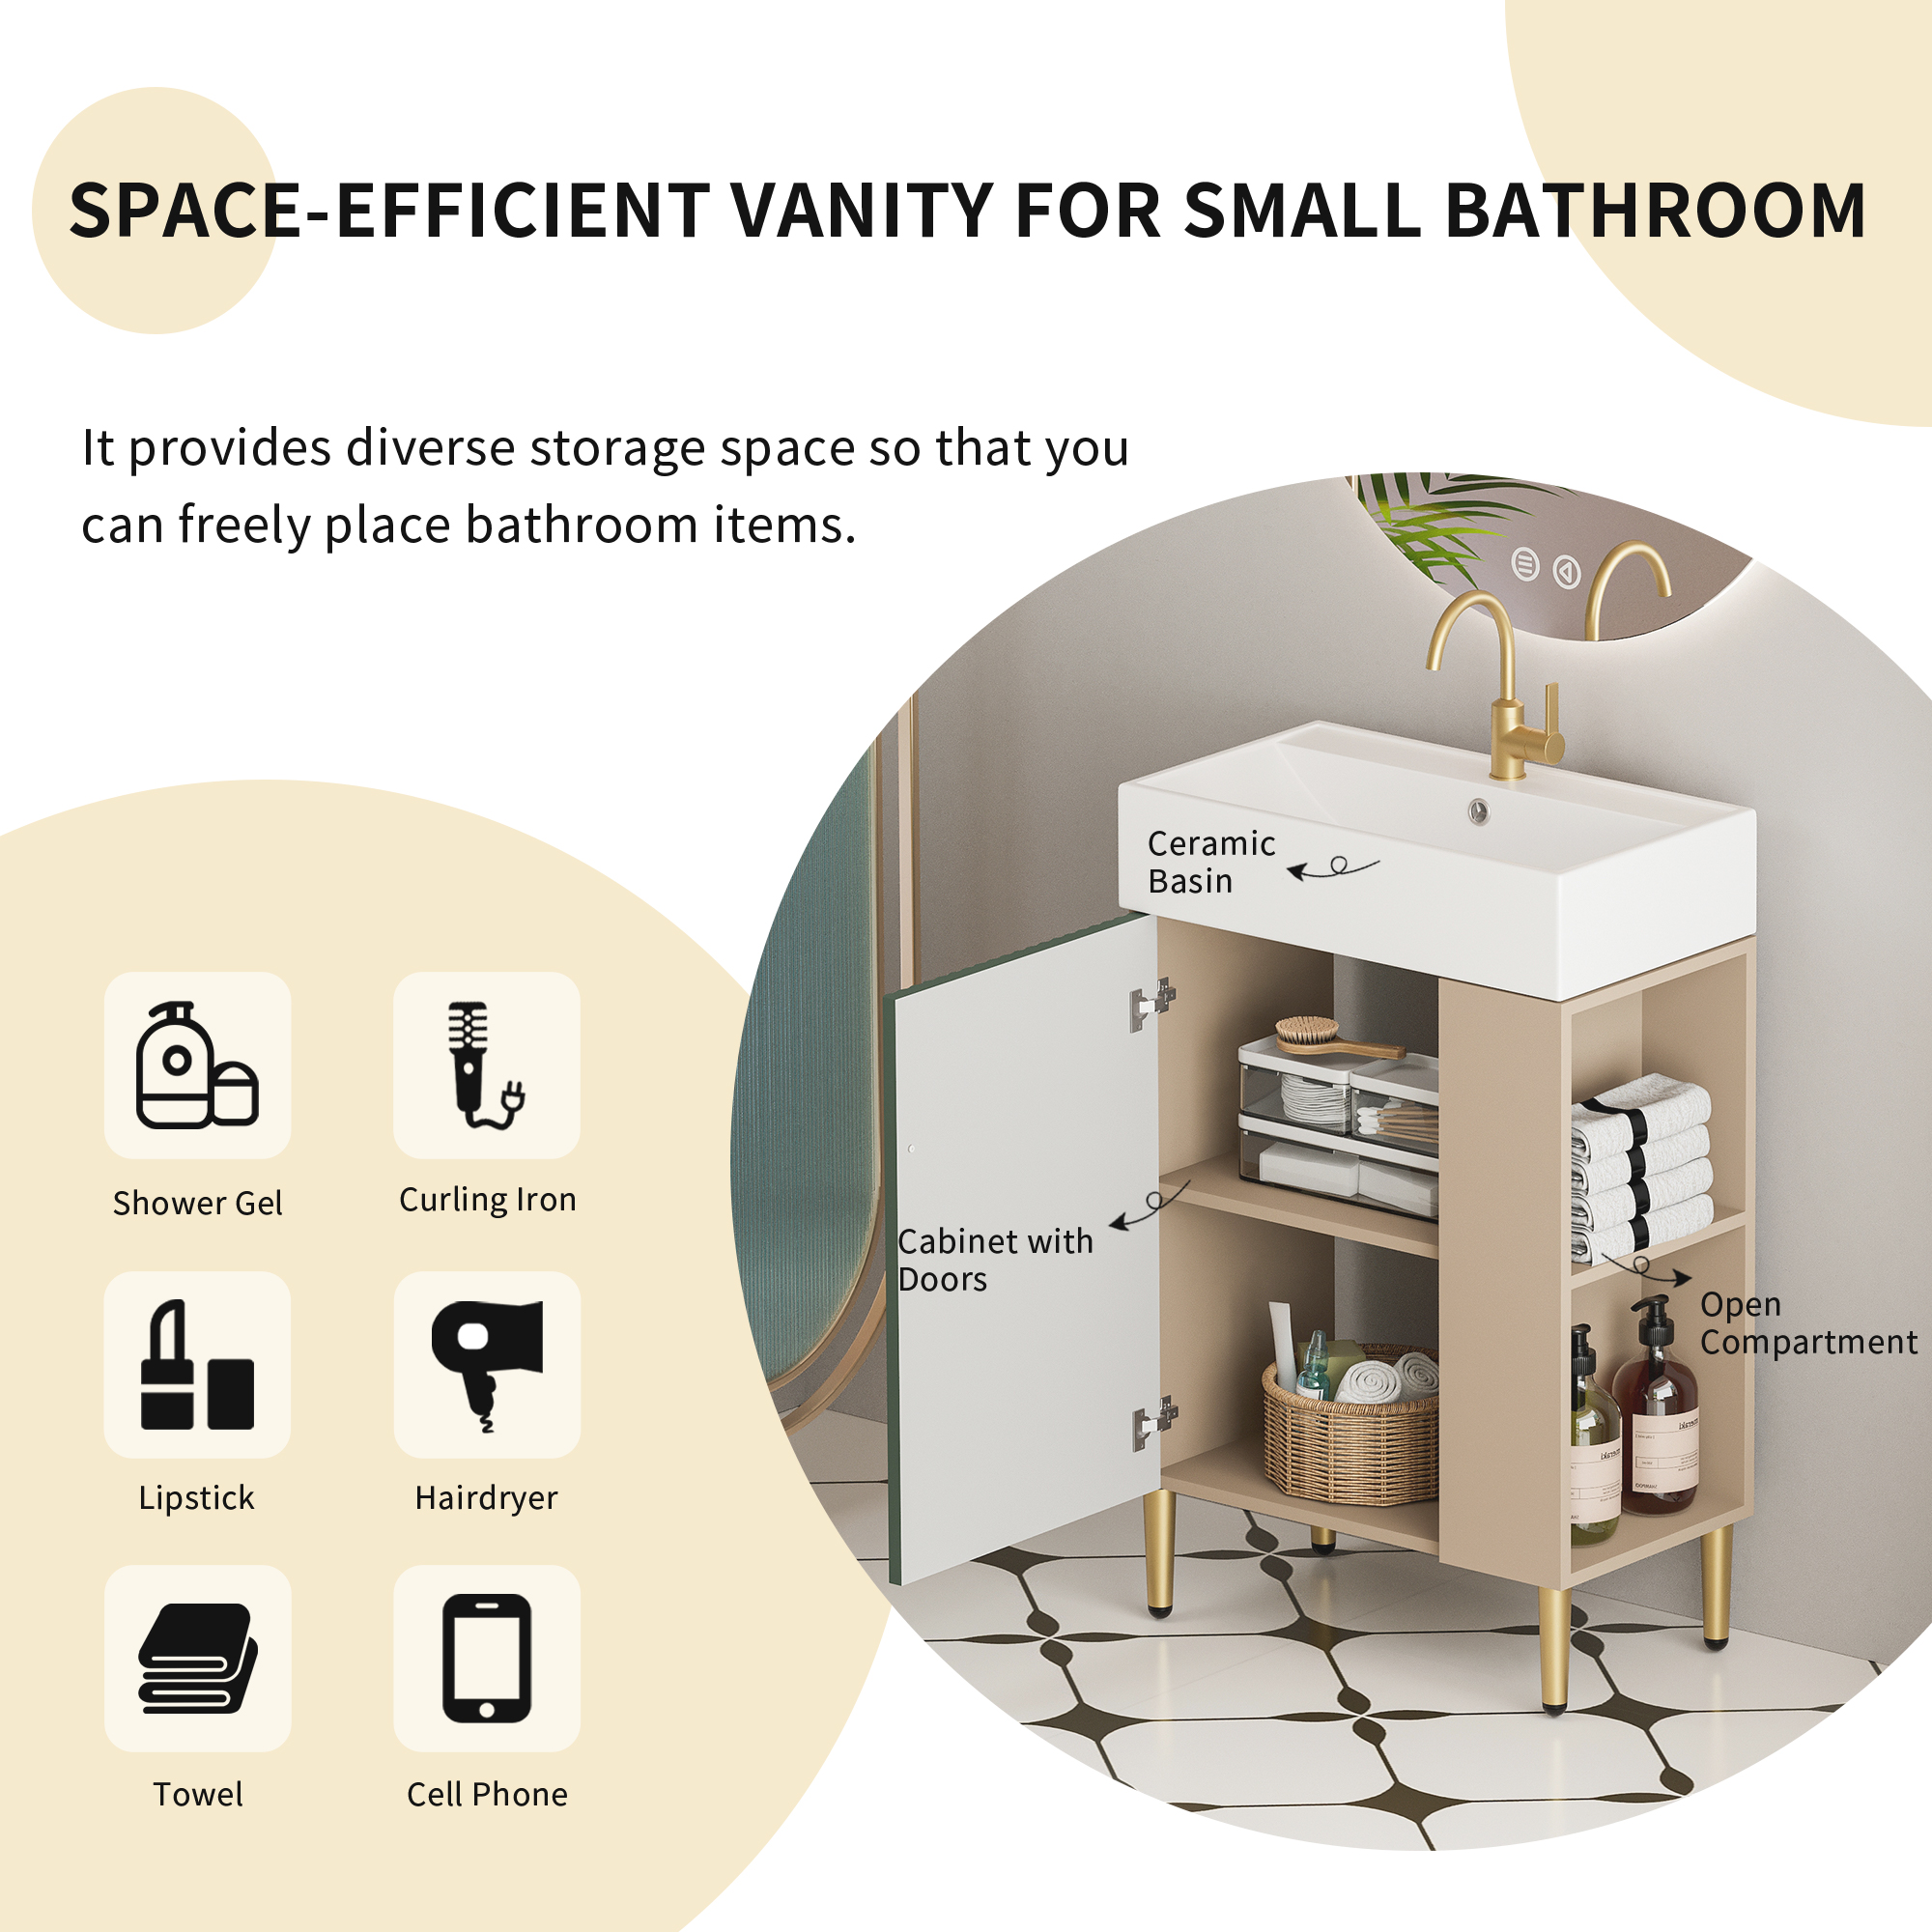 SPACE-EFFICIENT VANITY FOR SMALL BATHROOM
It provides diverse storage space so that you
can freely place bathroom items.
Ceramic
Basin
Cabinet with
Doors
Open
Compartment
Shower Gel
Curling Iron
Lipstick
Hairdryer
Towel
Cell Phone